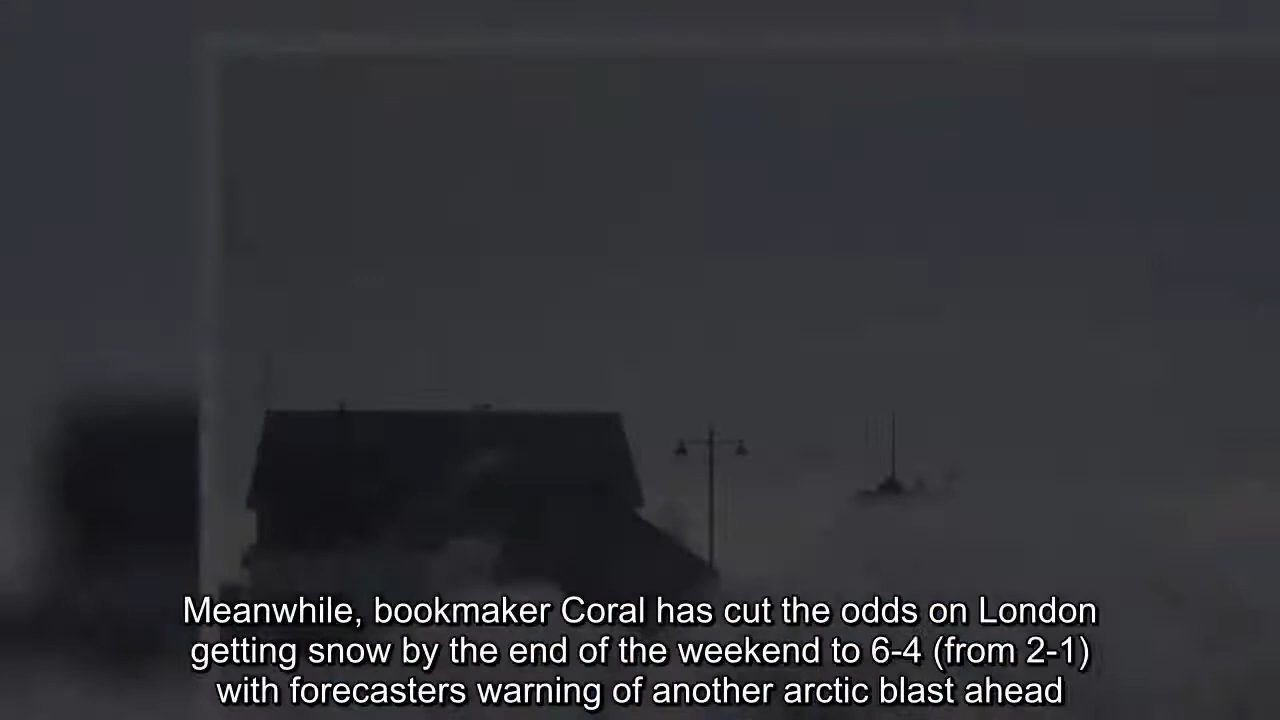 Meanwhile, bookmaker Coral has cut the odds on London
getting snow by the end of the weekend to 6-4 (from 2-1)
with forecasters warning of another arctic blast ahead